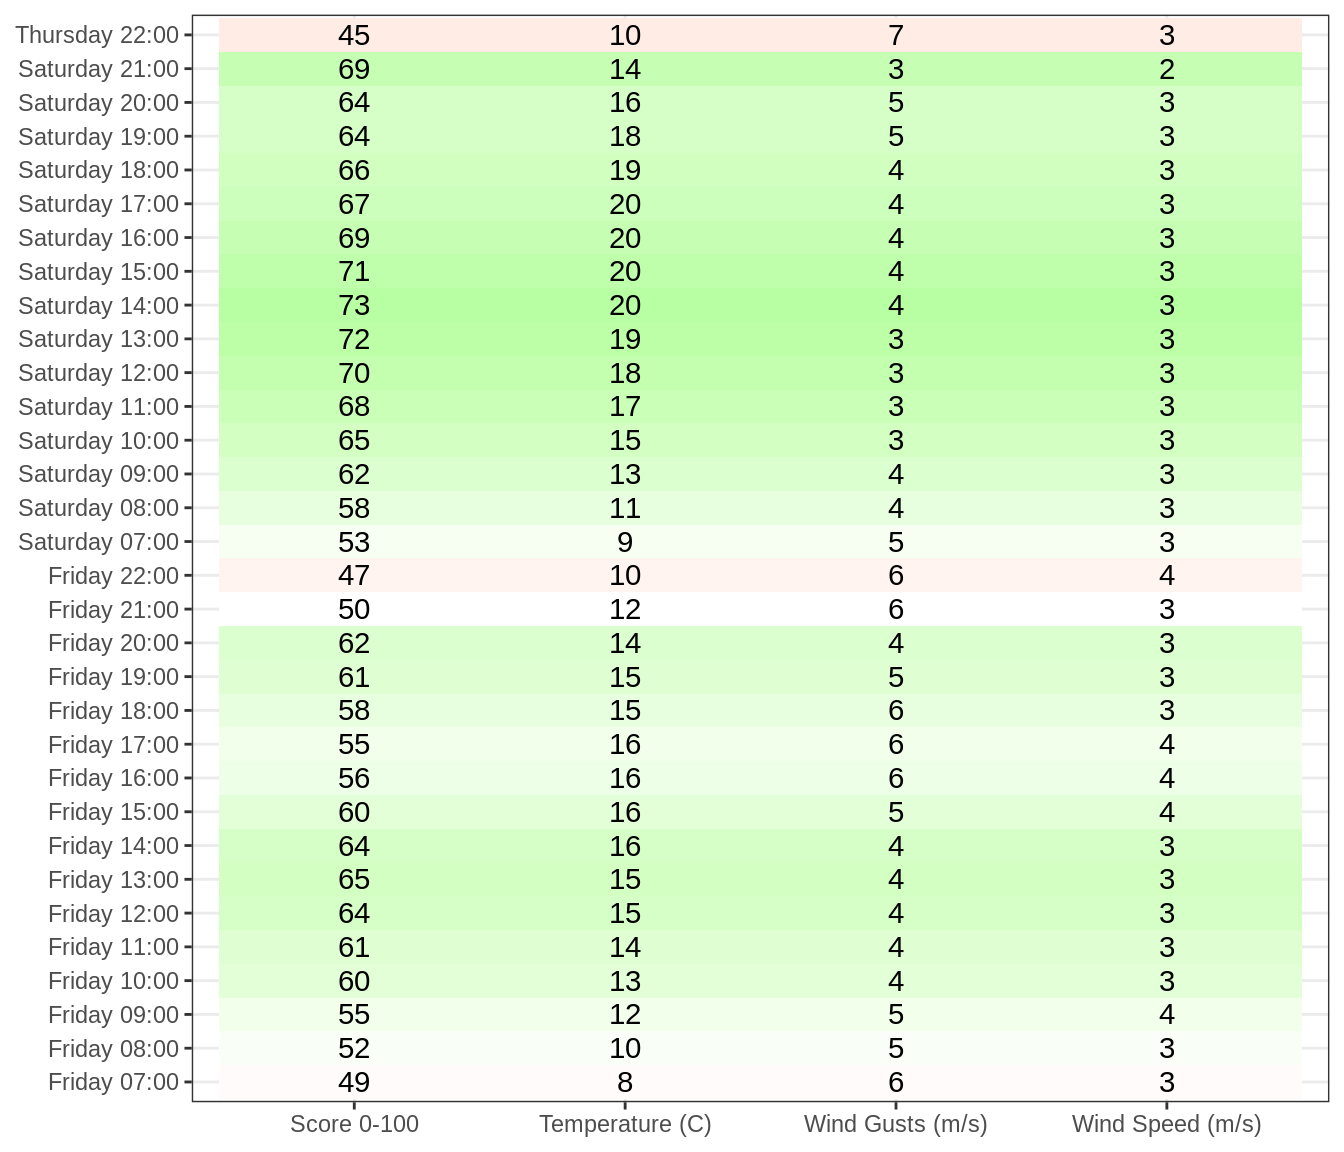 Thursday 22:00 45 10 7 3
Saturday 21:00 69 14 3 2
Saturday 20:00 64 16 5 3
Saturday 19:00 64 18 5 3
Saturday 18:00 66 19 4 3
Saturday 17:00 67 20 4 3
Saturday 16:00 69 20 4 3
Saturday 15:00 71 20 4 3
Saturday 14:00 73 20 4 3
Saturday 13:00 72 19 3 3
Saturday 12:00 70 18 3 3
Saturday 11:00 68 17 3 3
Saturday 10:00 65 15 3 3
Saturday 09:00 62 13 4 3
Saturday 08:00 58 11 4 3
Saturday 07:00 53 9 5 3
Friday 22:00 47 10 6 4
Friday 21:00 50 12 6 3
Friday 20:00 62 14 4 3
Friday 19:00 61 15 5 3
Friday 18:00 58 15 6 3
Friday 17:00 55 16 6 4
Friday 16:00 56 16 6 4
Friday 15:00 60 16 5 4
Friday 14:00 64 16 4 3
Friday 13:00 65 15 4 3
Friday 12:00 64 15 4 3
Friday 11:00 61 14 4 3
Friday 10:00 60 13 4 3
Friday 09:00 55 12 5 4
Friday 08:00 52 10 5 3
Friday 07:00 49 8 6 3
Score 0-100 Temperature (C) Wind Gusts (m/s) Wind Speed (m/s)